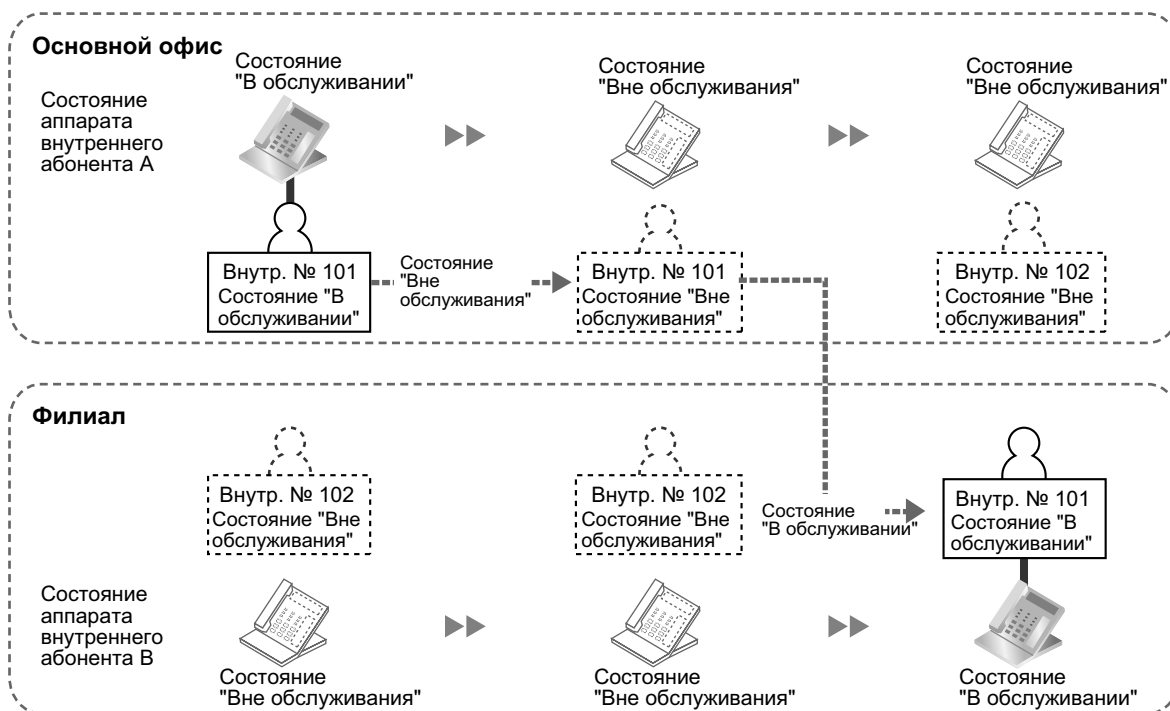 Основной офис
Состояние
аппарата
внутреннего
абонента А
Состояние
"В обслуживании"
Состояние
"Вне обслуживания"
Состояние
"Вне обслуживания"
Внутр. № 101
Состояние "В
обслуживании"
Состояние
"Вне
обслуживания"
Внутр. № 101
Состояние "Вне
обслуживания"
Внутр. № 102
Состояние "Вне
обслуживания"
Филиал
Внутр. № 102
Состояние "Вне
обслуживания"
Внутр. № 102
Состояние "Вне
обслуживания"
Состояние
"В обслуживании"
Внутр. № 101
Состояние "В
обслуживании"
Состояние
аппарата
внутреннего
абонента В
Состояние
"Вне обслуживания"
Состояние
"Вне обслуживания"
Состояние
"В обслуживании"